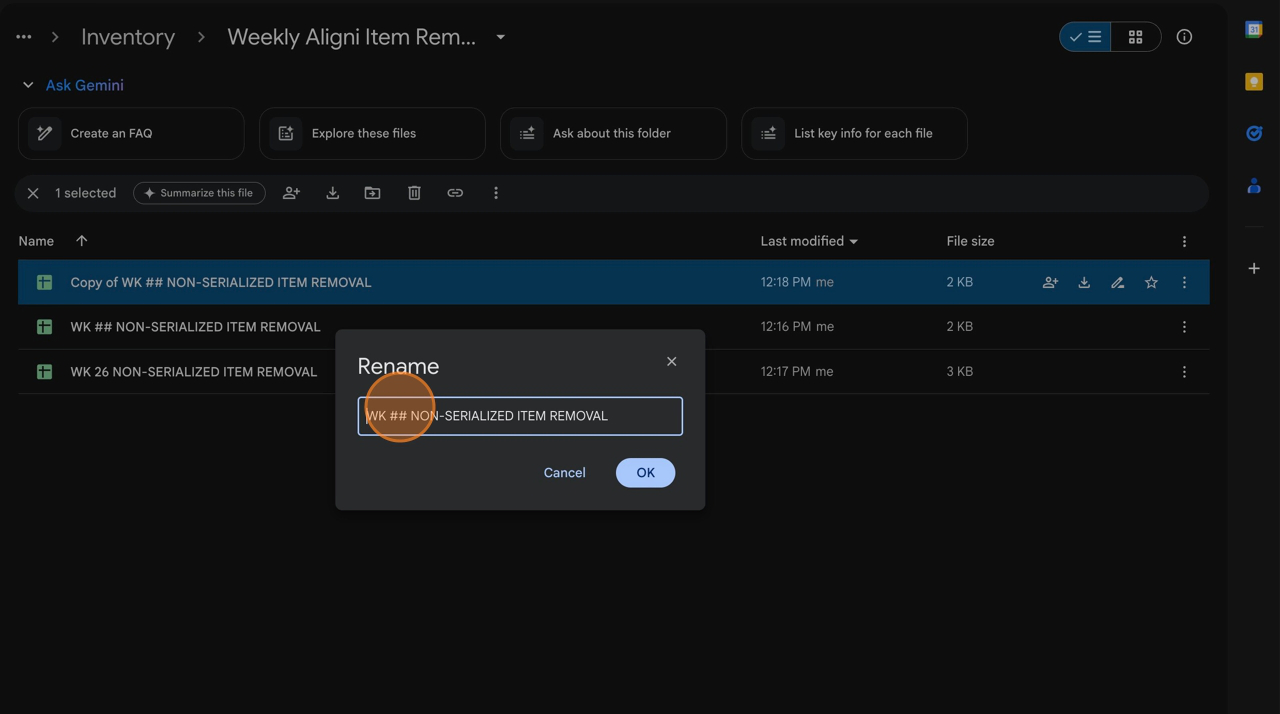 Inventory
Weekly Aligni Item Rem...
Ask Gemini
Create an FAQ
Explore these files
Ask about this folder
List key info for each file
1 selected
Summarize this file
Name
Last modified
File size
Copy of WK ## NON-SERIALIZED ITEM REMOVAL
12:18 PM me
2 KB
WK ## NON-SERIALIZED ITEM REMOVAL
12:16 PM me
2 KB
WK 26 NON-SERIALIZED ITEM REMOVAL
12:17 PM me
3 KB
Rename
WK ## NON-SERIALIZED ITEM REMOVAL
Cancel
OK
31